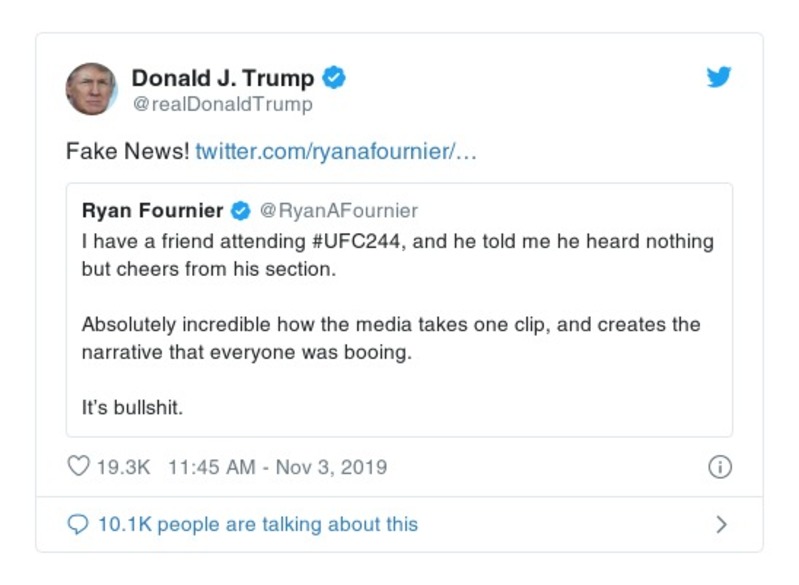 Donald J. Trump
@realDonaldTrump
Fake News! twitter.com/ryanafournier/…
Ryan Fournier @RyanAFournier
I have a friend attending #UFC244, and he told me he heard nothing
but cheers from his section.
Absolutely incredible how the media takes one clip, and creates the
narrative that everyone was booing.
It’s bullshit.
19.3K 11:45 AM - Nov 3, 2019
10.1K people are talking about this